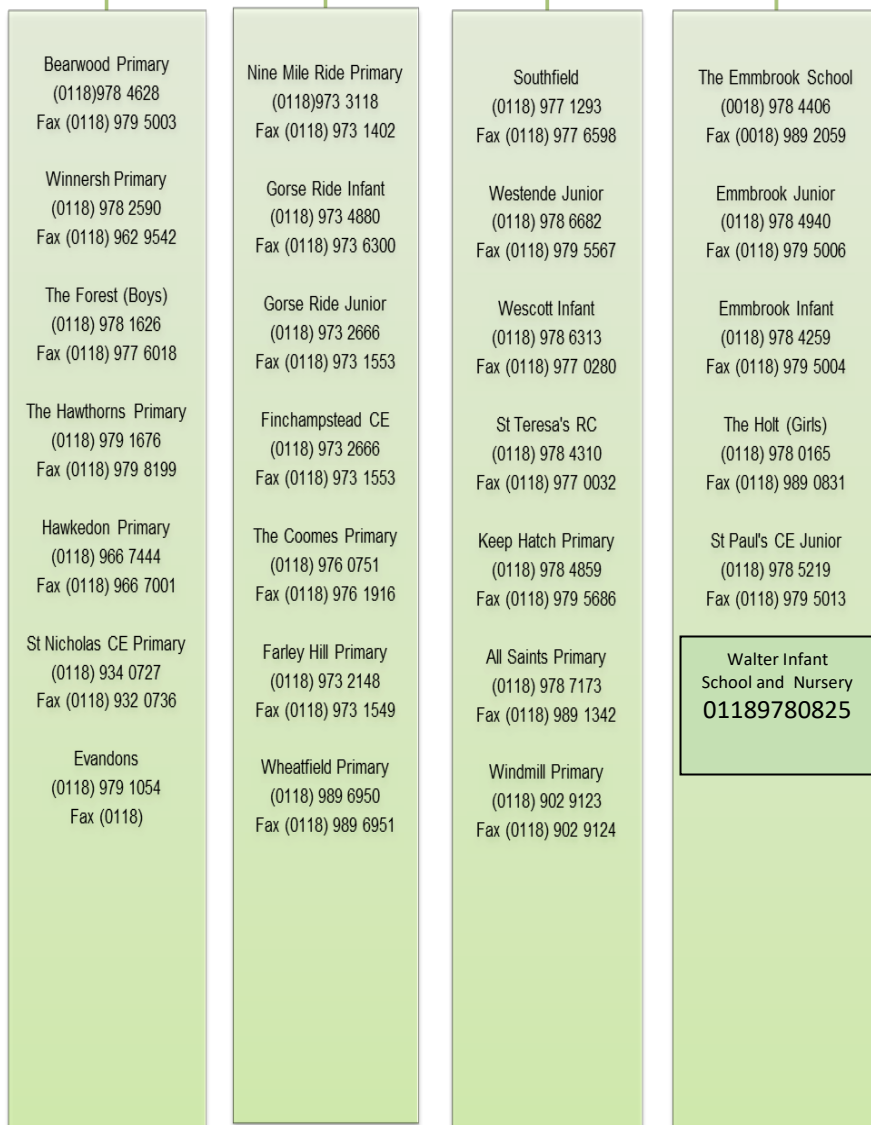 Bearwood Primary
(0118)978 4628
Fax (0118) 979 5003
Winnersh Primary
(0118) 978 2590
Fax (0118) 962 9542
The Forest (Boys)
(0118) 978 1626
Fax (0118) 977 6018
The Hawthorns Primary
(0118) 979 1676
Fax (0118) 979 8199
Hawkedon Primary
(0118) 966 7444
Fax (0118) 966 7001
St Nicholas CE Primary
(0118) 934 0727
Fax (0118) 932 0736
Evandons
(0118) 979 1054
Fax (0118)
Nine Mile Ride Primary
(0118)973 3118
Fax (0118) 973 1402
Gorse Ride Infant
(0118) 973 4880
Fax (0118) 973 6300
Gorse Ride Junior
(0118) 973 2666
Fax (0118) 973 1553
Finchampstead CE
(0118) 973 2666
Fax (0118) 973 1553
The Coomes Primary
(0118) 976 0751
Fax (0118) 976 1916
Farley Hill Primary
(0118) 973 2148
Fax (0118) 973 1549
Wheatfield Primary
(0118) 989 6950
Fax (0118) 989 6951
Southfield
(0118) 977 1293
Fax (0118) 977 6598
Westende Junior
(0118) 978 6682
Fax (0118) 979 5567
Wescott Infant
(0118) 978 6313
Fax (0118) 977 0280
St Teresa's RC
(0118) 978 4310
Fax (0118) 977 0032
Keep Hatch Primary
(0118) 978 4859
Fax (0118) 979 5686
All Saints Primary
(0118) 978 7173
Fax (0118) 989 1342
Windmill Primary
(0118) 902 9123
Fax (0118) 902 9124
The Emmbrook School
(0018) 978 4406
Fax (0018) 989 2059
Emmbrook Junior
(0118) 978 4940
Fax (0118) 979 5006
Emmbrook Infant
(0118) 978 4259
Fax (0118) 979 5004
The Holt (Girls)
(0118) 978 0165
Fax (0118) 989 0831
St Paul's CE Junior
(0118) 978 5219
Fax (0118) 979 5013
Walter Infant
School and Nursery
01189780825